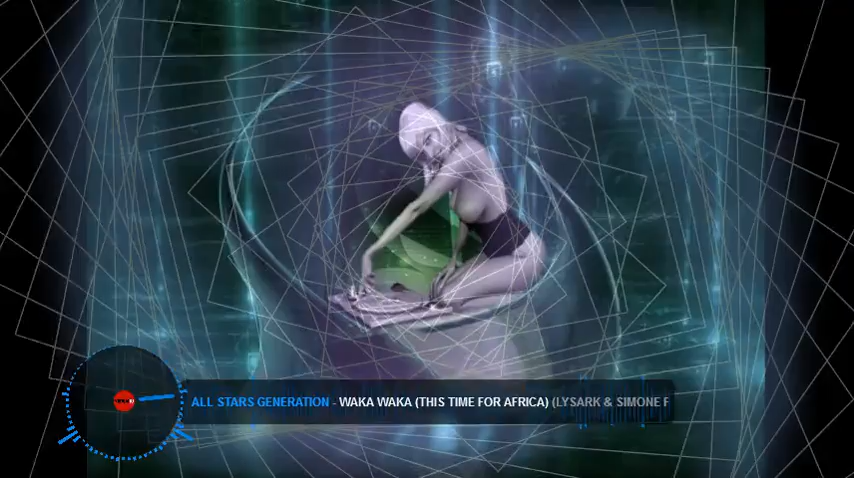 ALL STARS GENERATION - WAKA WAKA (THIS TIME FOR AFRICA) (LYSARK & SIMONE F